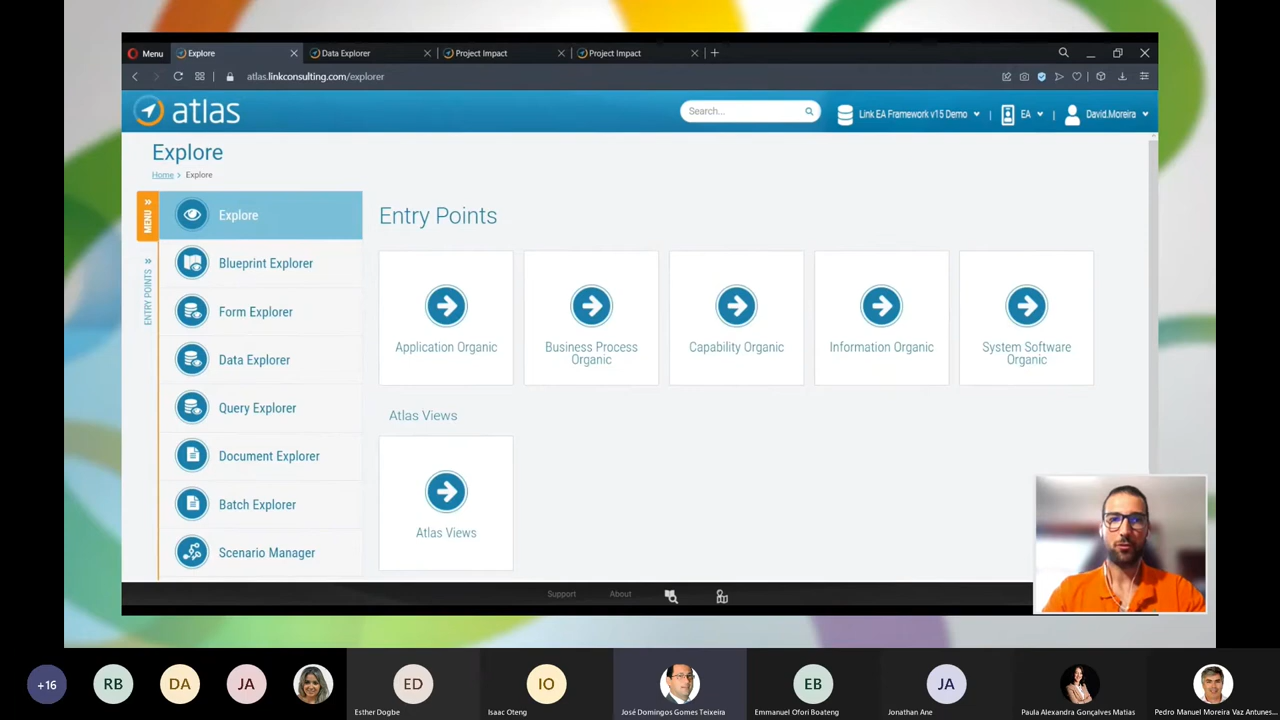 Menu
Explore
Data Explorer
Project Impact
Project Impact
atlas.linkconsulting.com/explorer
atlas
Search...
Link EA Framework v15 Demo
EA
David.Moreira
Explore
Home > Explore
MENU
ENTRY POINTS
Explore
Blueprint Explorer
Form Explorer
Data Explorer
Query Explorer
Document Explorer
Batch Explorer
Scenario Manager
Entry Points
Application Organic
Business Process
Organic
Capability Organic
Information Organic
System Software
Organic
Atlas Views
Atlas Views
Support
About
+16
RB
DA
JA
ED
Esther Dogbe
IO
Isaac Oteng
José Domingos Gomes Teixeira
EB
Emmanuel Ofori Boateng
JA
Jonathan Ane
Paula Alexandra Gonçalves Matias
Pedro Manuel Moreira Vaz Antunes...